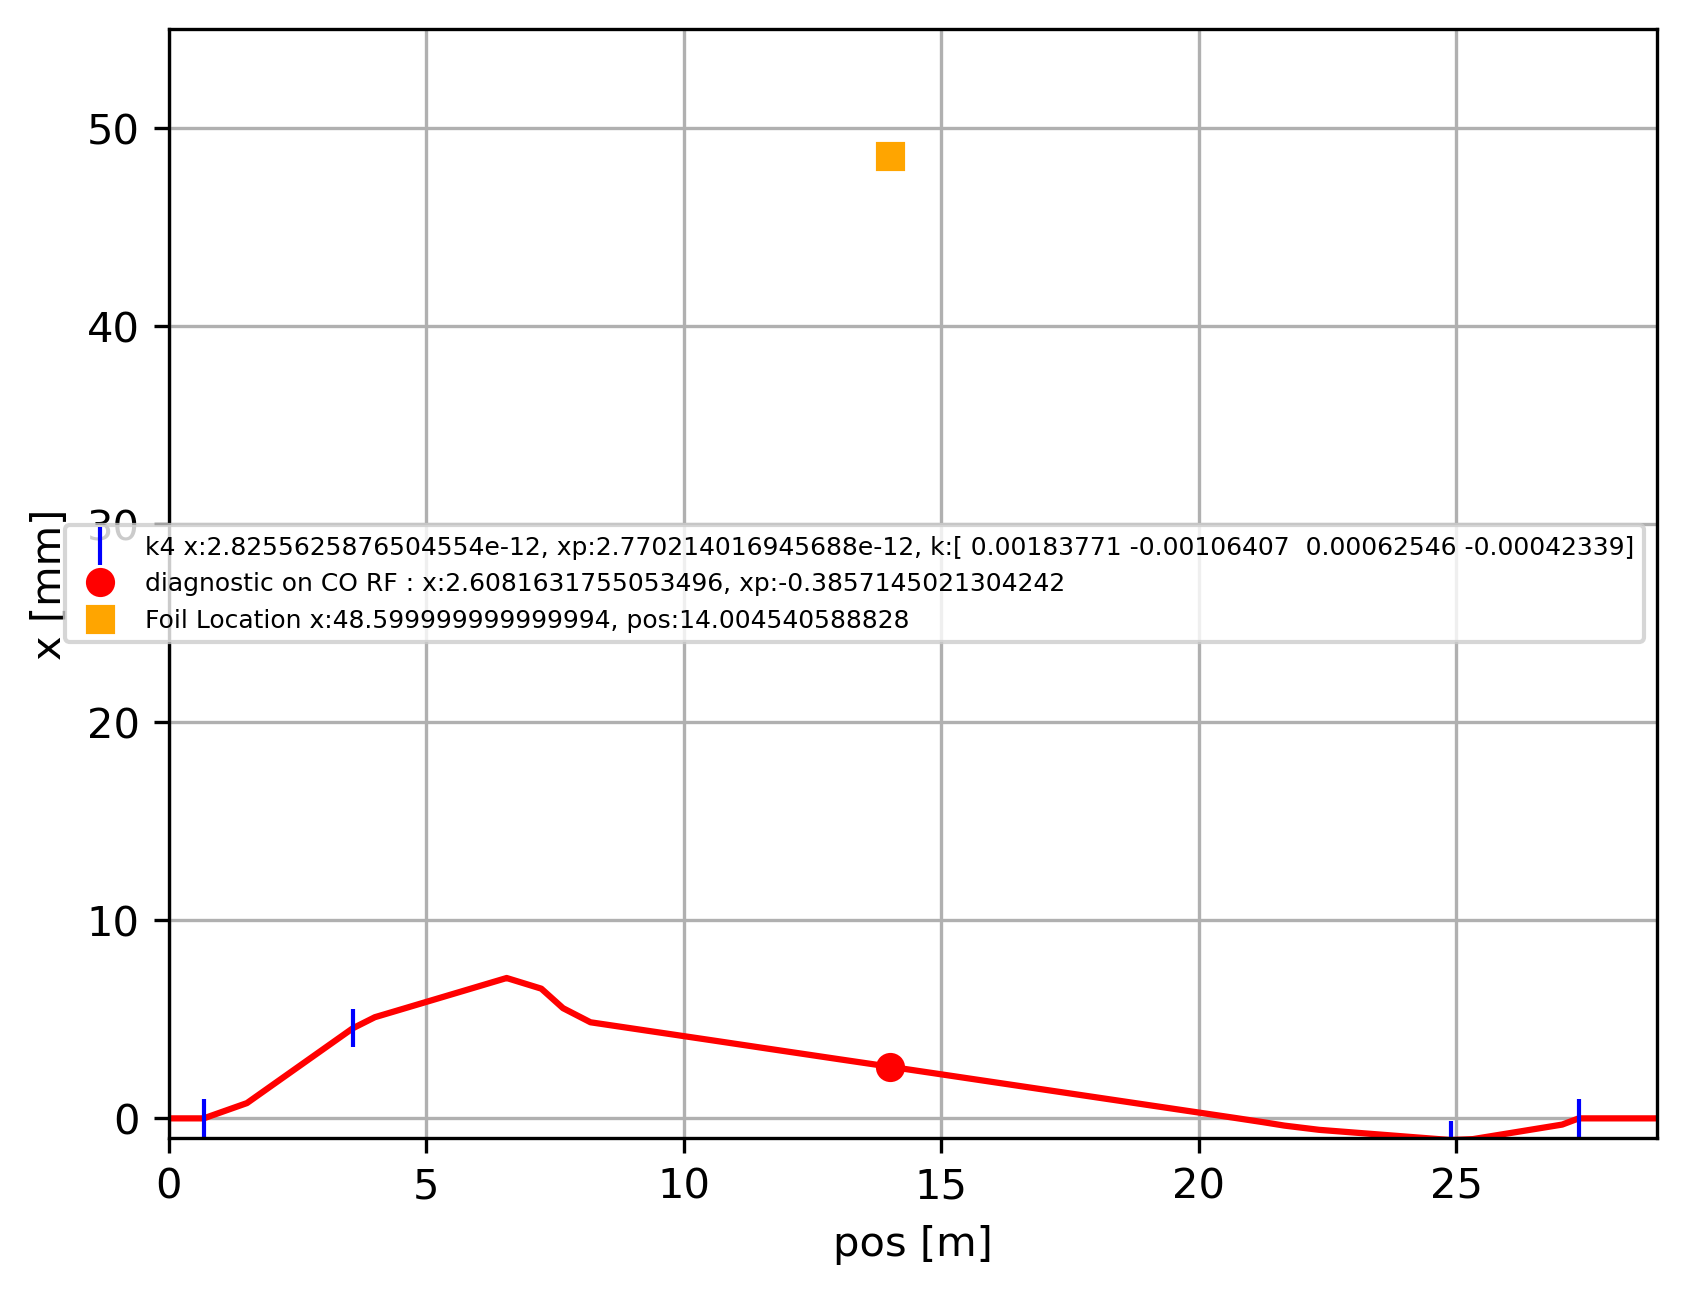 50
40
30
k4 x:2.8255625876504554e-12, xp:2.770214016945688e-12, k:[ 0.00183771 -0.00106407  0.00062546 -0.00042339]
diagnostic on CO RF : x:2.6081631755053496, xp:-0.3857145021304242
Foil Location x:48.599999999999994, pos:14.004540588828
x [mm]
20
10
0
0 5 10 15 20 25
pos [m]